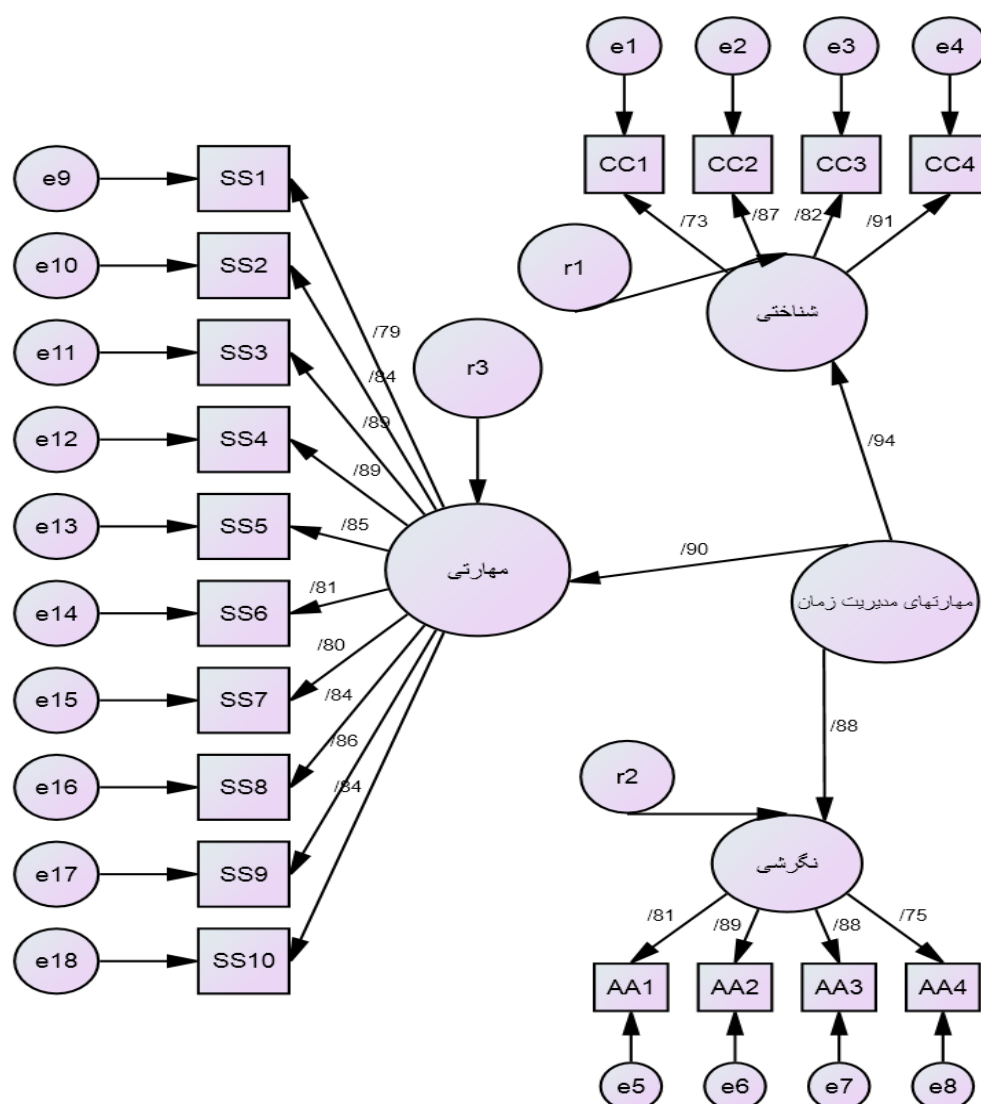 e1
e2
e3
e4
CC1
CC2
CC3
CC4
/73
/87
/82
/91
r1
شناختی
/94
e9
SS1
e10
SS2
e11
SS3
e12
SS4
e13
SS5
e14
SS6
e15
SS7
e16
SS8
e17
SS9
e18
SS10
/79
/84
/89
/89
/85
/81
/80
/84
/86
/84
r3
مهارتی
/90
مهارتهای مدیریت زمان
/88
r2
نگرشی
/81
/89
/88
/75
AA1
AA2
AA3
AA4
e5
e6
e7
e8